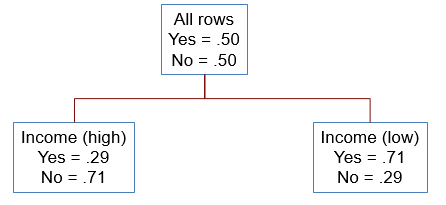 All rows
Yes = .50
No = .50
Income (high)
Yes = .29
No = .71
Income (low)
Yes = .71
No = .29